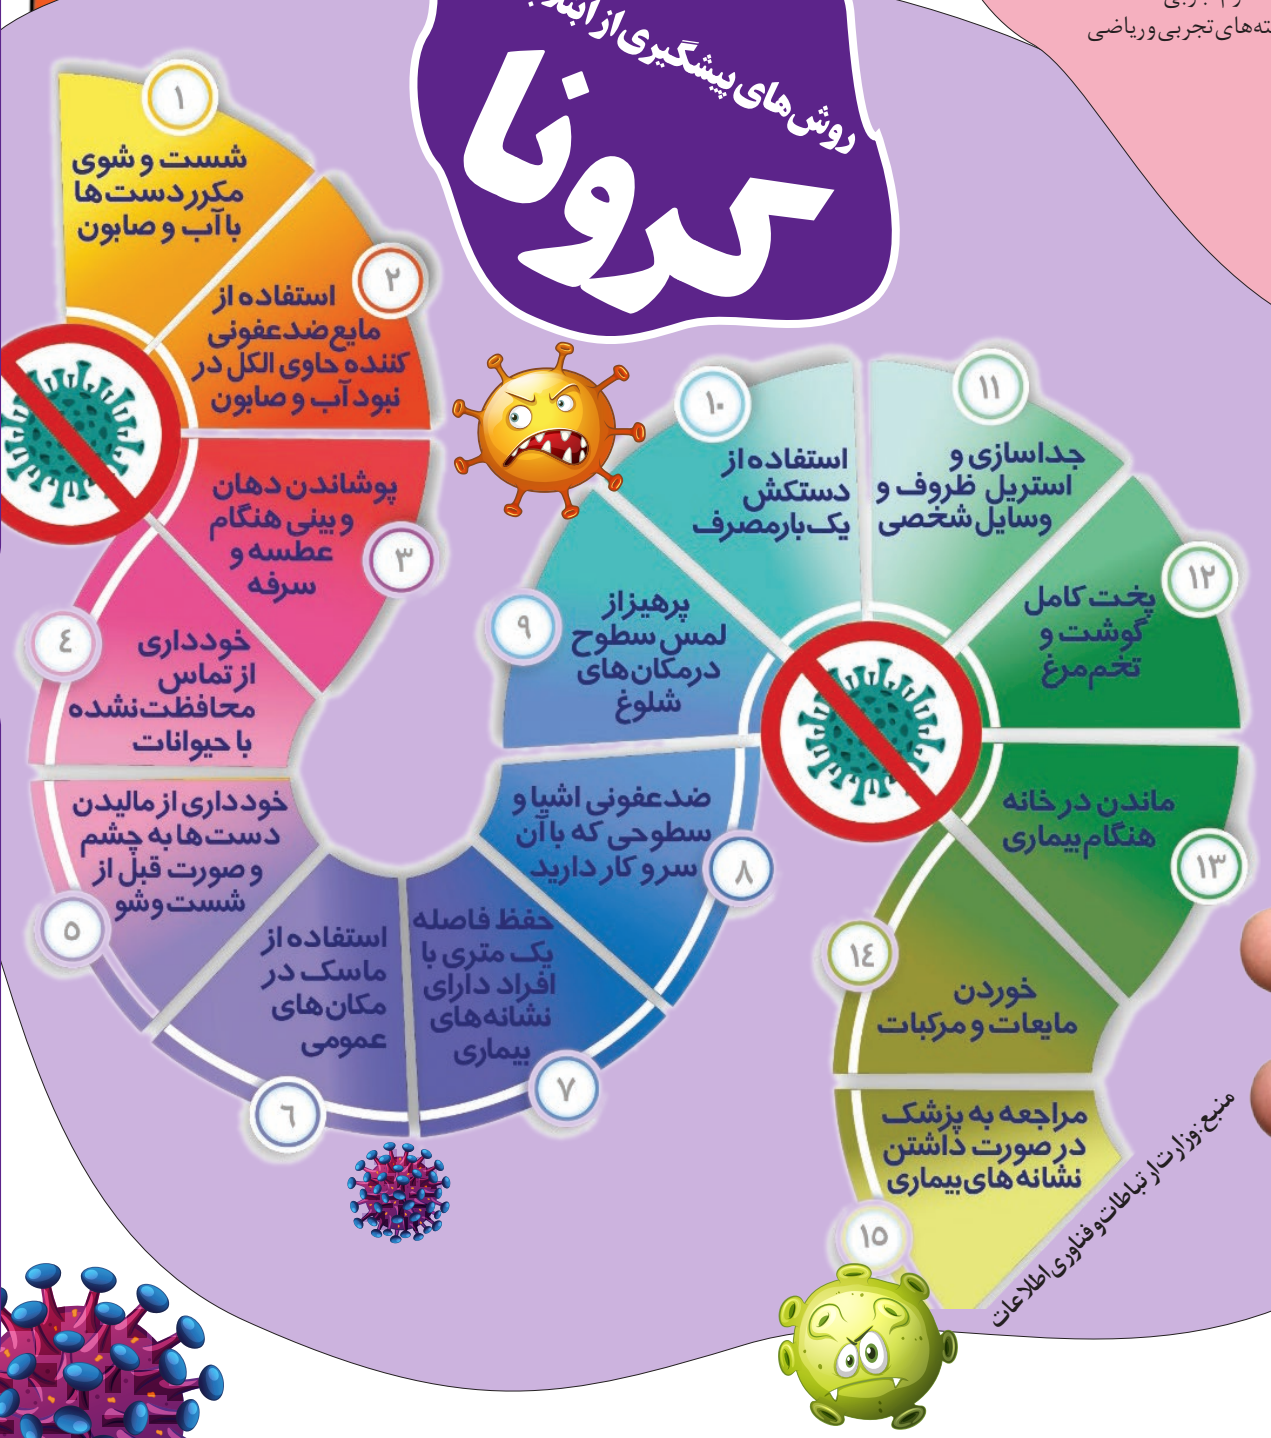 روش‌های پیشگیری از
کرونا
ته‌های تجربی و ریاضی
۱
شست و شوی
مکرر دست‌ها
با آب و صابون
۲
استفاده از
مایع ضدعفونی
کننده حاوی الکل در
نبود آب و صابون
۳
پوشاندن دهان
و بینی هنگام
عطسه و
سرفه
٤
خودداری
از تماس
محافظت‌نشده
با حیوانات
۵
خودداری از مالیدن
دست‌ها به چشم
و صورت قبل از
شست‌وشو
٦
استفاده از
ماسک در
مکان‌های
عمومی
۷
حفظ فاصله
یک متری با
افراد دارای
نشانه‌های
بیماری
۸
ضدعفونی اشیا و
سطوحی که با آن
سر و کار دارید
۹
پرهیز از
لمس سطوح
در مکان‌های
شلوغ
۱۰
استفاده از
دستکش
یک‌بار مصرف
۱۱
جداسازی و
استریل ظروف و
وسایل شخصی
۱۲
پخت کامل
گوشت و
تخم‌مرغ
۱۳
ماندن در خانه
هنگام بیماری
۱٤
خوردن
مایعات و مرکبات
۱۵
مراجعه به پزشک
در صورت داشتن
نشانه‌های بیماری
منبع: وزارت ارتباطات و فناوری اطلاعات